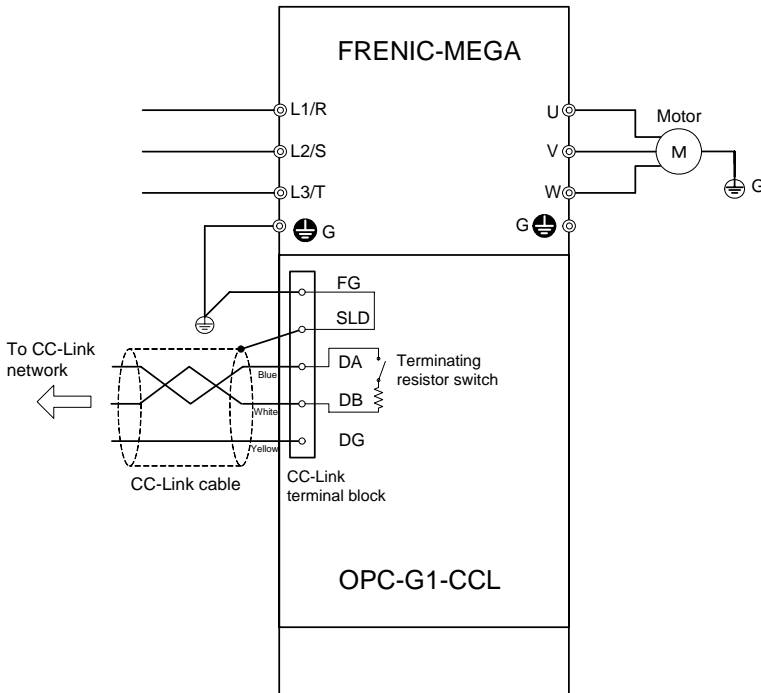 FRENIC-MEGA
L1/R
L2/S
L3/T
G
U
V
W
G
Motor
M
G
FG
SLD
DA
DB
DG
Terminating
resistor switch
To CC-Link
network
Blue
White
Yellow
CC-Link cable
CC-Link
terminal block
OPC-G1-CCL